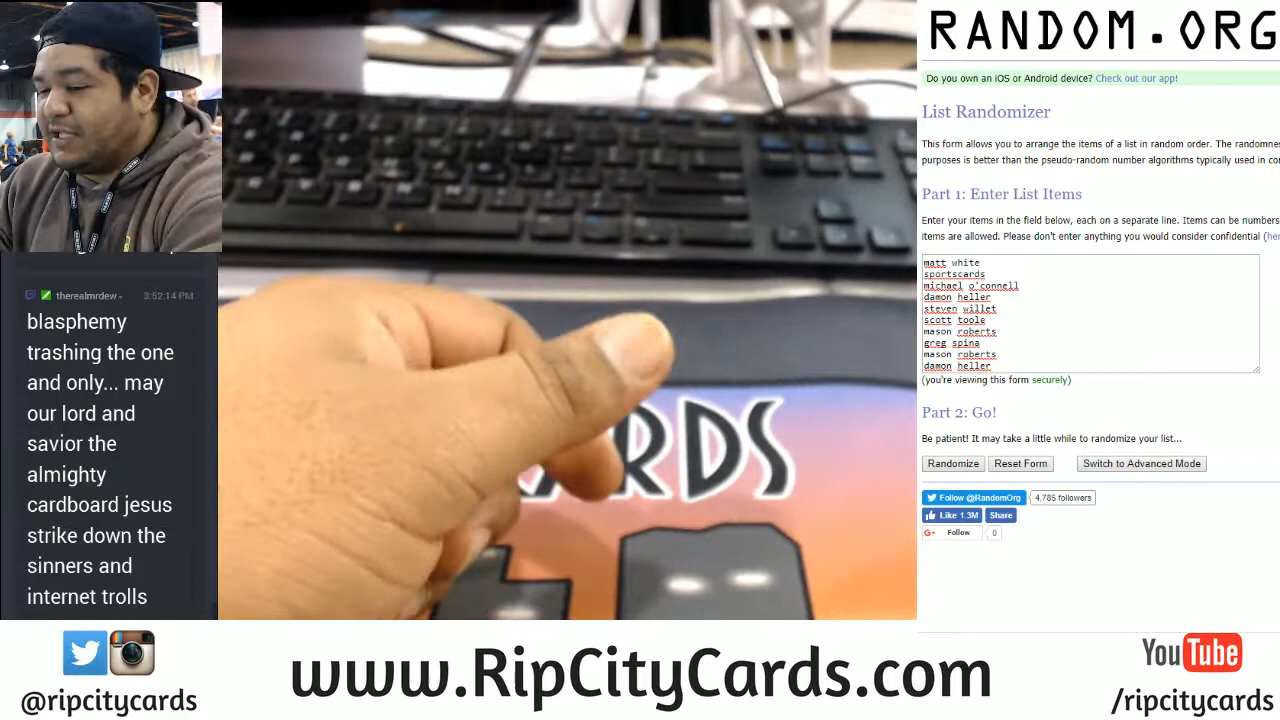 therealmrdew 3:52:14 PM
blasphemy
trashing the one
and only... may
our lord and
savior the
almighty
cardboard jesus
strike down the
sinners and
internet trolls
ARDS
RANDOM.ORG
Do you own an iOS or Android device? Check out our app!
List Randomizer
This form allows you to arrange the items of a list in random order. The randomne
purposes is better than the pseudo-random number algorithms typically used in co
Part 1: Enter List Items
Enter your items in the field below, each on a separate line. Items can be numbers
items are allowed. Please don't enter anything you would consider confidential (he
matt white
sportscards
michael o'connell
damon heller
steven willet
scott toole
mason roberts
greg spina
mason roberts
damon heller
(you're viewing this form securely)
Part 2: Go!
Be patient! It may take a little while to randomize your list...
Randomize Reset Form Switch to Advanced Mode
Follow @RandomOrg 4,785 followers
Like 1.3M Share
G+ Follow 0
@ripcitycards
www.RipCityCards.com
YouTube
/ripcitycards